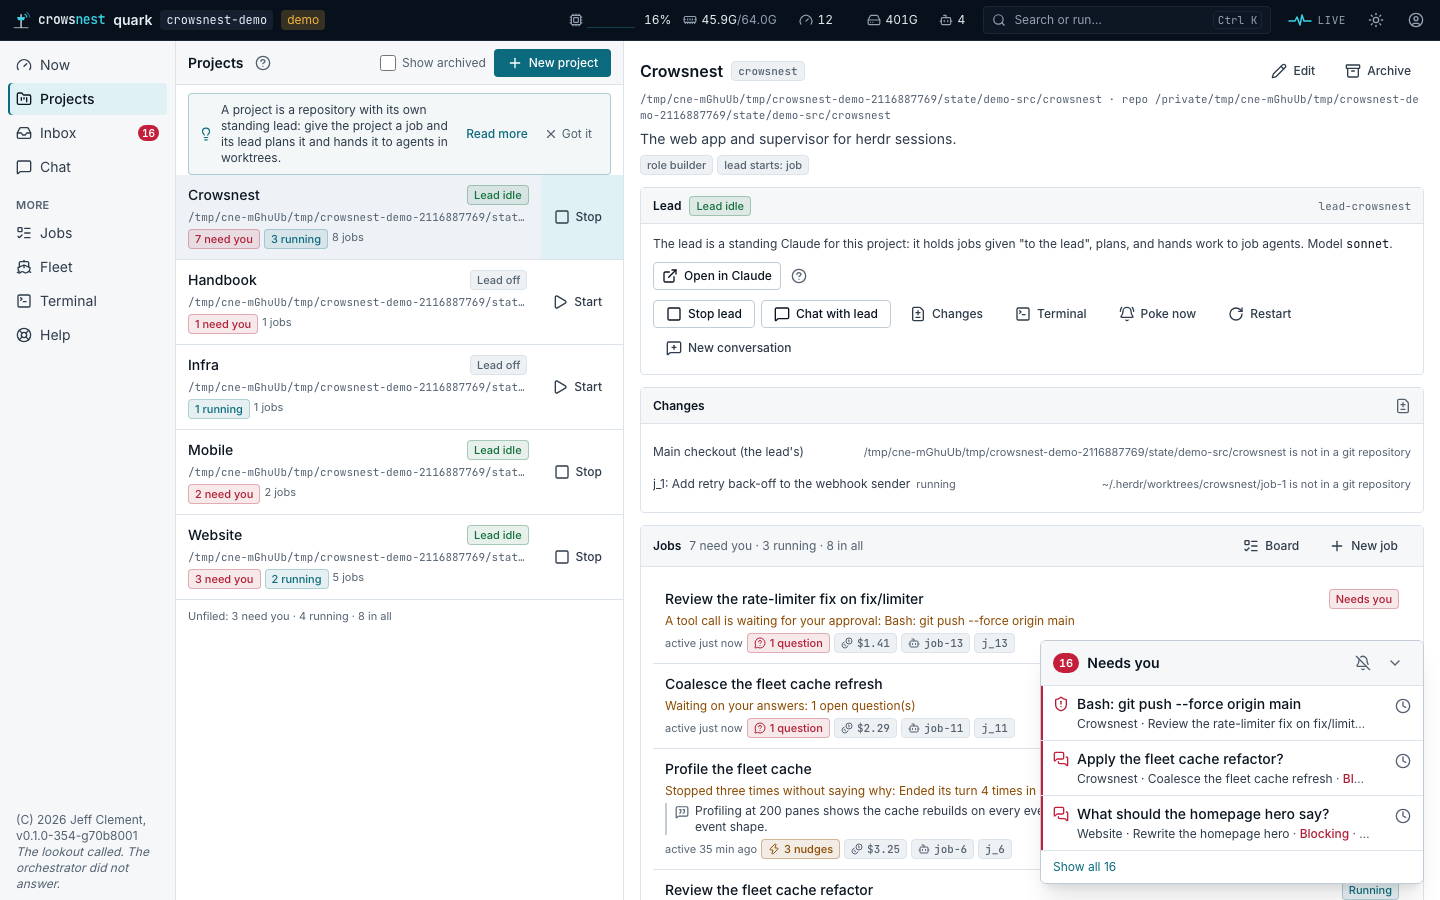 crowsnest quark crowsnest-demo demo
16% 45.9G/64.0G 12 401G 4 Search or run... Ctrl K LIVE
Now
Projects
Inbox 16
Chat
MORE
Jobs
Fleet
Terminal
Help
(C) 2026 Jeff Clement,
v0.1.0-354-g70b8001
The lookout called. The
orchestrator did not
answer.
Projects Show archived New project
A project is a repository with its own
standing lead: give the project a job and
its lead plans it and hands it to agents in
worktrees.
Read more Got it
Crowsnest Lead idle
/tmp/cne-mGhuUb/tmp/crowsnest-demo-2116887769/stat…
7 need you 3 running 8 jobs
Stop
Handbook Lead off
/tmp/cne-mGhuUb/tmp/crowsnest-demo-2116887769/stat…
1 need you 1 jobs
Start
Infra Lead off
/tmp/cne-mGhuUb/tmp/crowsnest-demo-2116887769/stat…
1 running 1 jobs
Start
Mobile Lead idle
/tmp/cne-mGhuUb/tmp/crowsnest-demo-2116887769/stat…
2 need you 2 jobs
Stop
Website Lead idle
/tmp/cne-mGhuUb/tmp/crowsnest-demo-2116887769/stat…
3 need you 2 running 5 jobs
Stop
Unfiled: 3 need you · 4 running · 8 in all
Crowsnest crowsnest Edit Archive
/tmp/cne-mGhuUb/tmp/crowsnest-demo-2116887769/state/demo-src/crowsnest · repo /private/tmp/cne-mGhuUb/tmp/crowsnest-de
mo-2116887769/state/demo-src/crowsnest
The web app and supervisor for herdr sessions.
role builder lead starts: job
Lead Lead idle lead-crowsnest
The lead is a standing Claude for this project: it holds jobs given "to the lead", plans, and hands work to job agents. Model sonnet.
Open in Claude
Stop lead Chat with lead Changes Terminal Poke now Restart
New conversation
Changes
Main checkout (the lead's) /tmp/cne-mGhuUb/tmp/crowsnest-demo-2116887769/state/demo-src/crowsnest is not in a git repository
j_1: Add retry back-off to the webhook sender running ~/.herdr/worktrees/crowsnest/job-1 is not in a git repository
Jobs 7 need you · 3 running · 8 in all Board New job
Review the rate-limiter fix on fix/limiter Needs you
A tool call is waiting for your approval: Bash: git push --force origin main
active just now 1 question $1.41 job-13 j_13
Coalesce the fleet cache refresh
Waiting on your answers: 1 open question(s)
active just now 1 question $2.29 job-11 j_11
Profile the fleet cache
Stopped three times without saying why: Ended its turn 4 times in
Profiling at 200 panes shows the cache rebuilds on every eve
event shape.
active 35 min ago 3 nudges $3.25 job-6 j_6
Review the fleet cache refactor Running
16 Needs you
Bash: git push --force origin main
Crowsnest · Review the rate-limiter fix on fix/limit…
Apply the fleet cache refactor?
Crowsnest · Coalesce the fleet cache refresh · Bl…
What should the homepage hero say?
Website · Rewrite the homepage hero · Blocking · …
Show all 16